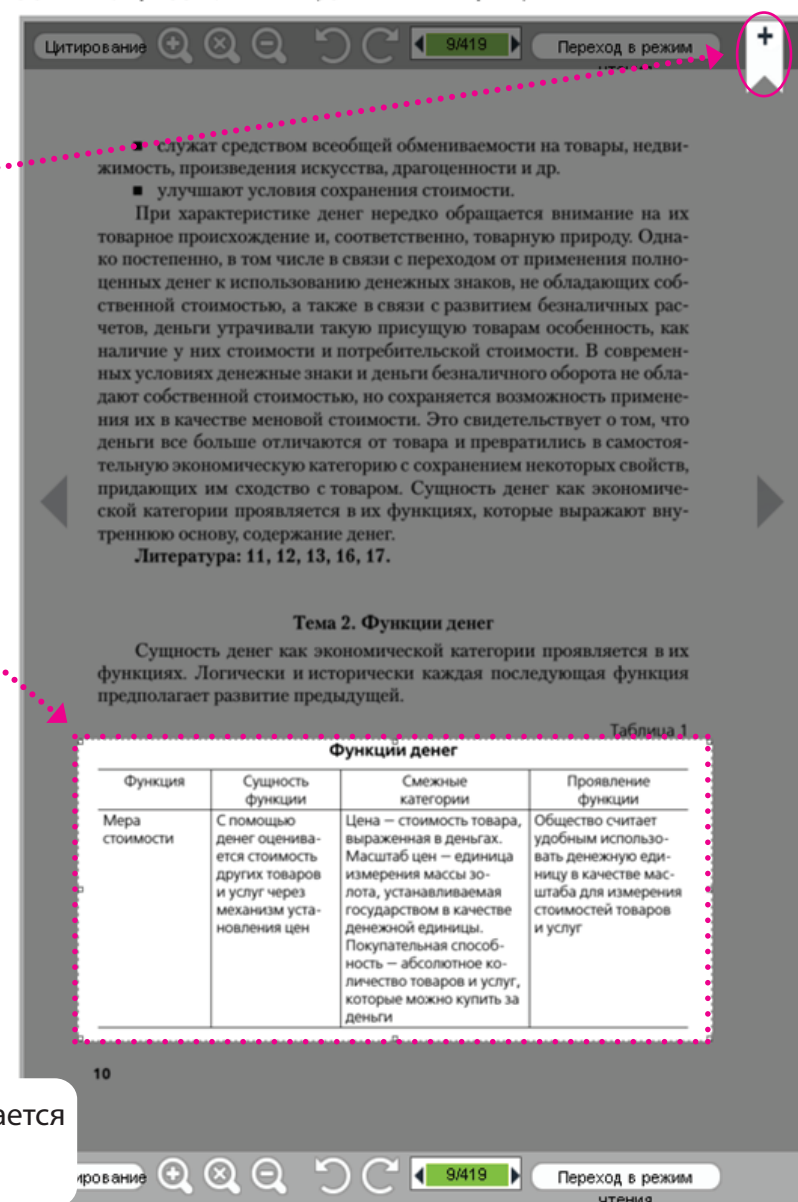 Цитирование 9/419 Переход в режим
+
■ служат средством всеобщей обмениваемости на товары, недви-
жимость, произведения искусства, драгоценности и др.
■ улучшают условия сохранения стоимости.
При характеристике денег нередко обращается внимание на их
товарное происхождение и, соответственно, товарную природу. Одна-
ко постепенно, в том числе в связи с переходом от применения полно-
ценных денег к использованию денежных знаков, не обладающих соб-
ственной стоимостью, а также в связи с развитием безналичных рас-
четов, деньги утрачивали такую присущую товарам особенность, как
наличие у них стоимости и потребительской стоимости. В современ-
ных условиях денежные знаки и деньги безналичного оборота не обла-
дают собственной стоимостью, но сохраняется возможность примене-
ния их в качестве меновой стоимости. Это свидетельствует о том, что
деньги все больше отличаются от товара и превратились в самостоя-
тельную экономическую категорию с сохранением некоторых свойств,
придающих им сходство с товаром. Сущность денег как экономиче-
ской категории проявляется в их функциях, которые выражают вну-
треннюю основу, содержание денег.
Литература: 11, 12, 13, 16, 17.
Тема 2. Функции денег
Сущность денег как экономической категории проявляется в их
функциях. Логически и исторически каждая последующая функция
предполагает развитие предыдущей.
Таблица 1
Функции денег
Функция
Сущность
функции
Смежные
категории
Проявление
функции
Мера
стоимости
С помощью
денег оценива-
ется стоимость
других товаров
и услуг через
механизм уста-
новления цен
Цена — стоимость товара,
выраженная в деньгах.
Масштаб цен — единица
измерения массы зо-
лота, устанавливаемая
государством в качестве
денежной единицы.
Покупательная способ-
ность — абсолютное ко-
личество товаров и услуг,
которые можно купить за
деньги
Общество считает
удобным использо-
вать денежную еди-
ницу в качестве мас-
штаба для измерения
стоимостей товаров
и услуг
10
ается
ирование 9/419 Переход в режим
чтения